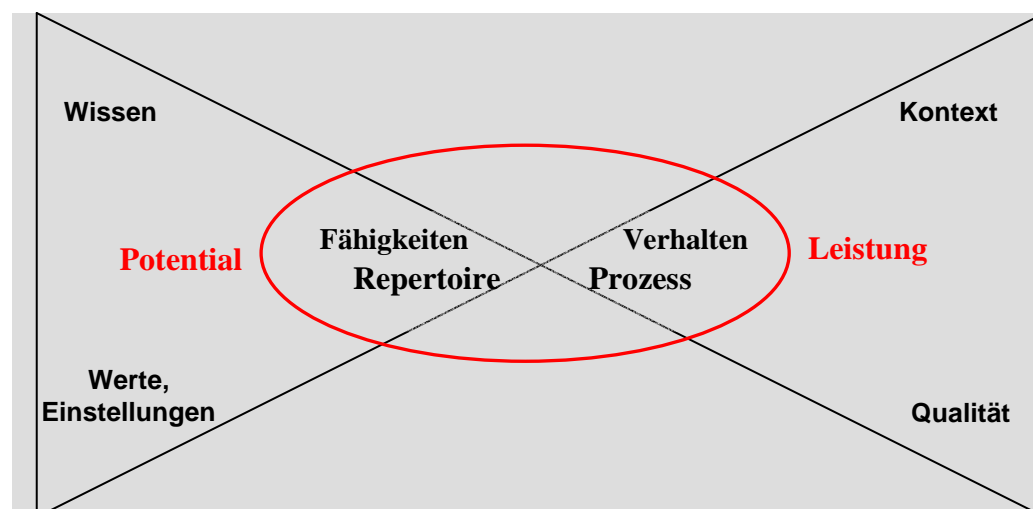 Wissen
Kontext
Fähigkeiten
Verhalten
Potential
Leistung
Repertoire
Prozess
Werte,
Einstellungen
Qualität